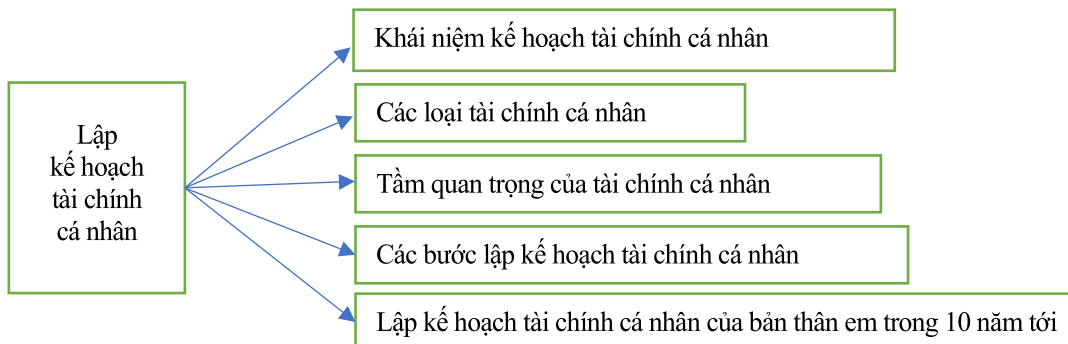 Lập
kế hoạch
tài chính
cá nhân
Khái niệm kế hoạch tài chính cá nhân
Các loại tài chính cá nhân
Tầm quan trọng của tài chính cá nhân
Các bước lập kế hoạch tài chính cá nhân
Lập kế hoạch tài chính cá nhân của bản thân em trong 10 năm tới